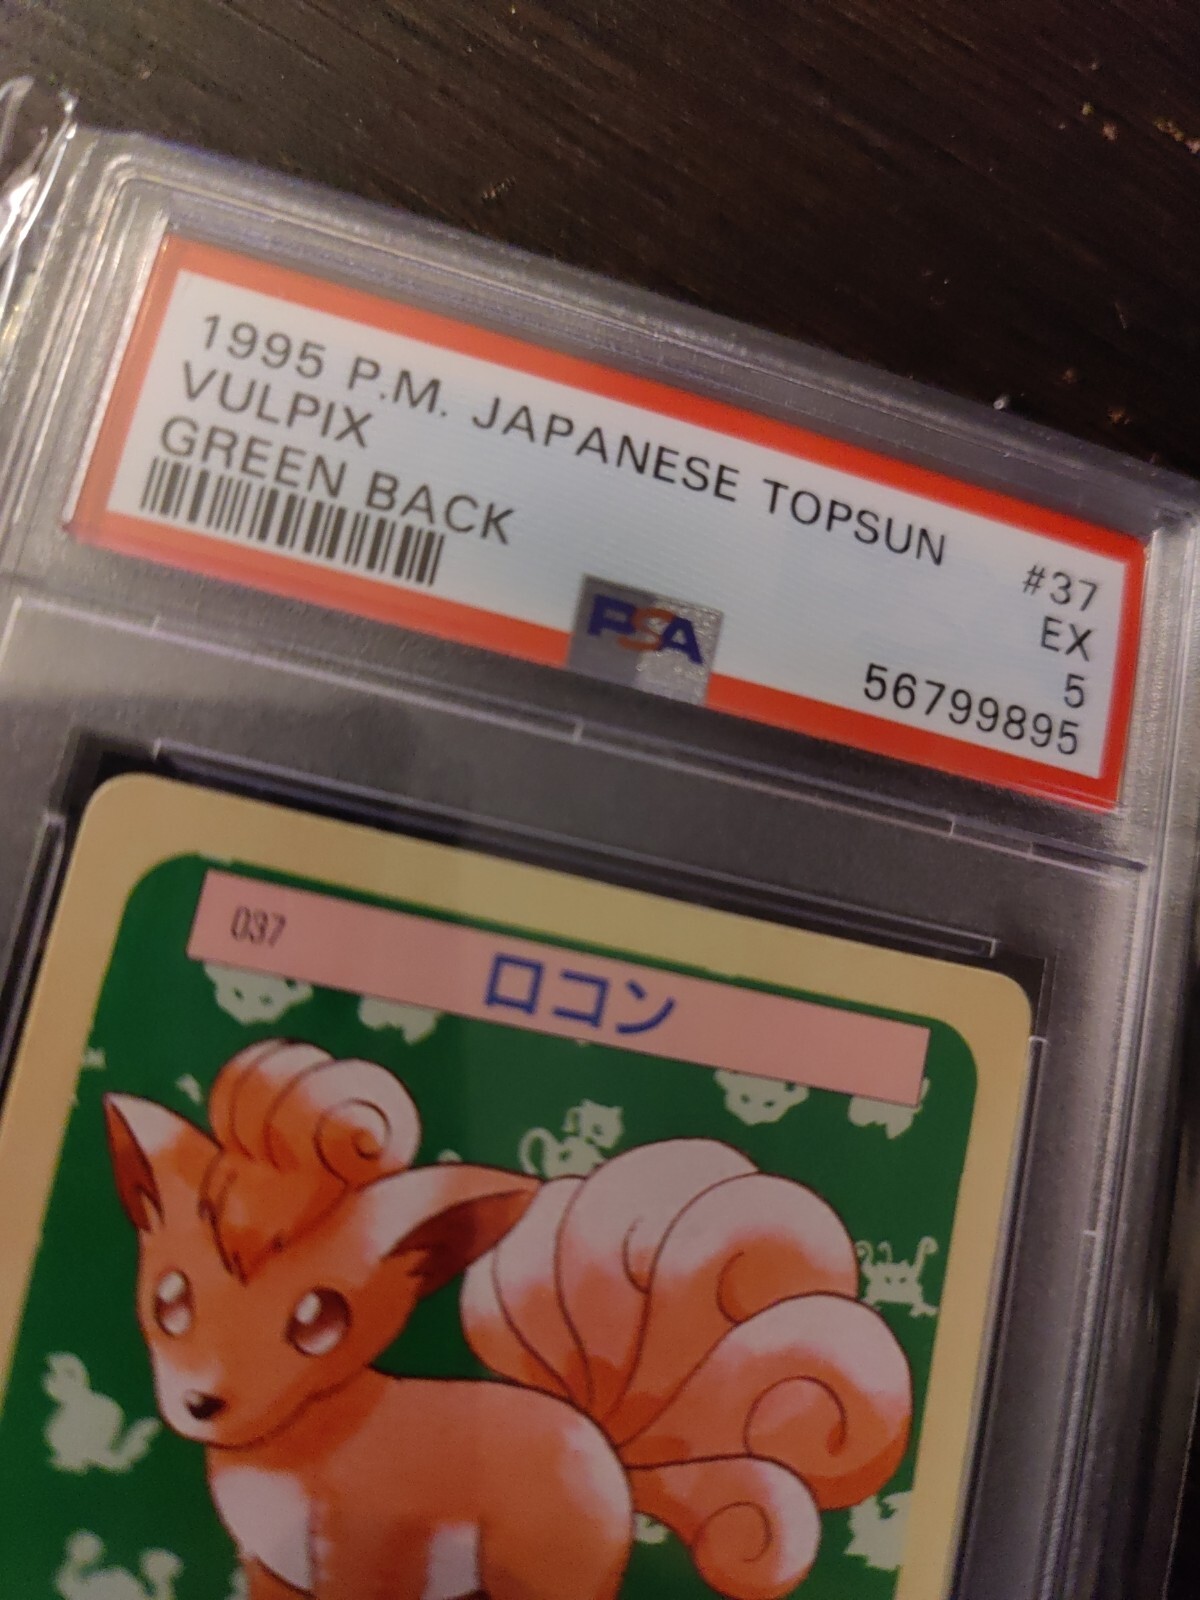 1995 P.M. JAPANESE TOPSUN #37
VULPIX EX
GREEN BACK 5
PSA 56799895
037 ロコン